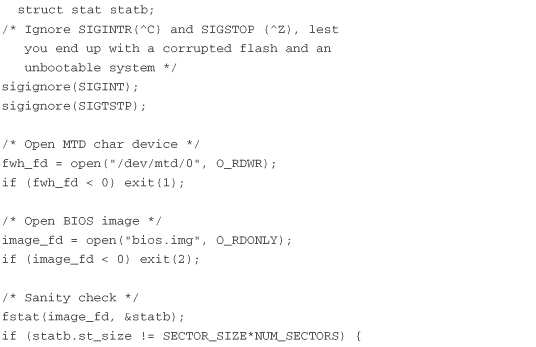 struct stat statb;
/* Ignore SIGINTR(^C) and SIGSTOP (^Z), lest
you end up with a corrupted flash and an
unbootable system */
sigignore(SIGINT);
sigignore(SIGTSTP);
/* Open MTD char device */
fwh_fd = open("/dev/mtd/0", O_RDWR);
if (fwh_fd < 0) exit(1);
/* Open BIOS image */
image_fd = open("bios.img", O_RDONLY);
if (image_fd < 0) exit(2);
/* Sanity check */
fstat(image_fd, &statb);
if (statb.st_size != SECTOR_SIZE*NUM_SECTORS) {